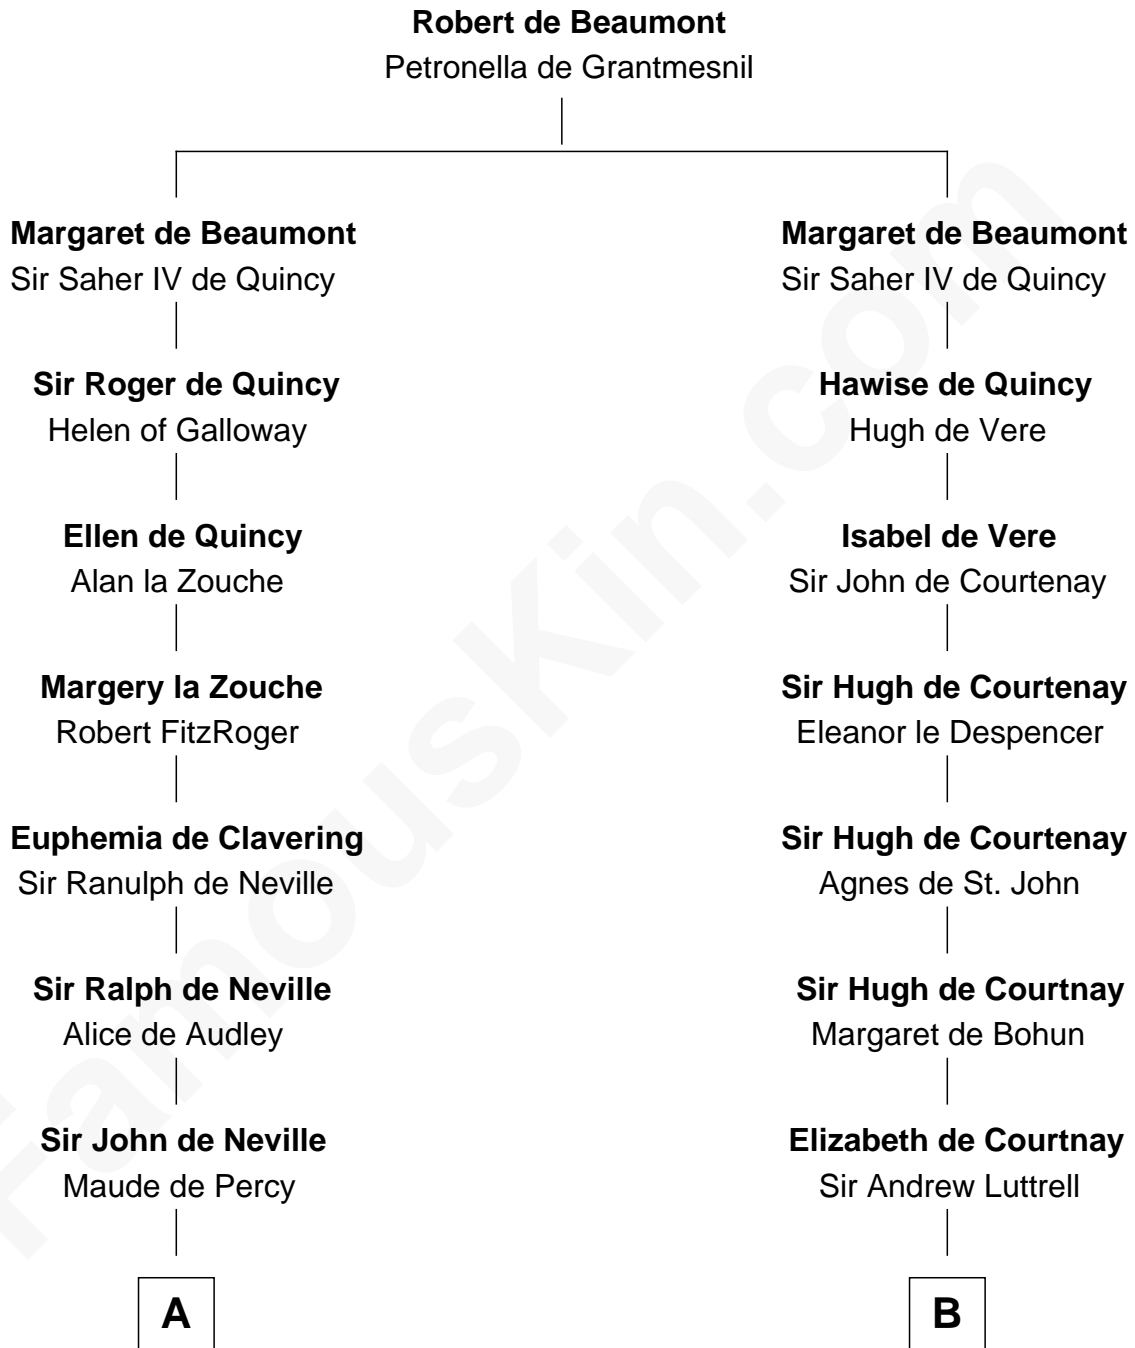 Robert de Beaumont
Petronella de Grantmesnil
Margaret de Beaumont
Sir Saher IV de Quincy
Margaret de Beaumont
Sir Saher IV de Quincy
Sir Roger de Quincy
Helen of Galloway
Hawise de Quincy
Hugh de Vere
Ellen de Quincy
Alan la Zouche
Isabel de Vere
Sir John de Courtenay
Margery la Zouche
Robert FitzRoger
Sir Hugh de Courtenay
Eleanor le Despencer
Euphemia de Clavering
Sir Ranulph de Neville
Sir Hugh de Courtenay
Agnes de St. John
Sir Ralph de Neville
Alice de Audley
Sir Hugh de Courtnay
Margaret de Bohun
Sir John de Neville
Maude de Percy
Elizabeth de Courtnay
Sir Andrew Luttrell
A
B
FamousKin.com